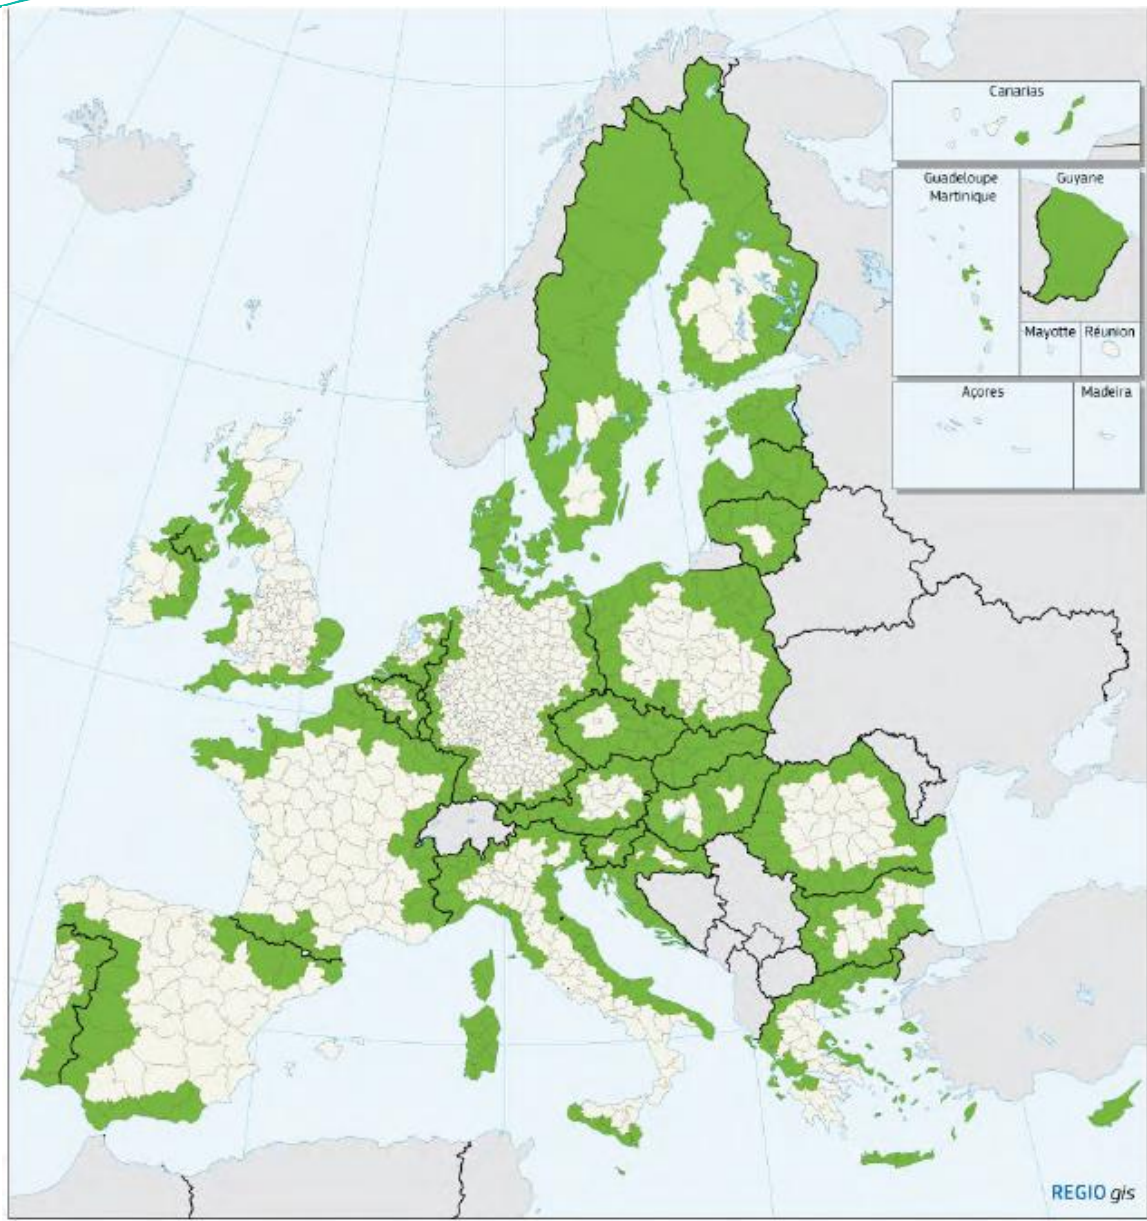 Canarias
Guadeloupe
Martinique
Guyane
Mayotte
Réunion
Açores
Madeira
REGIO gis